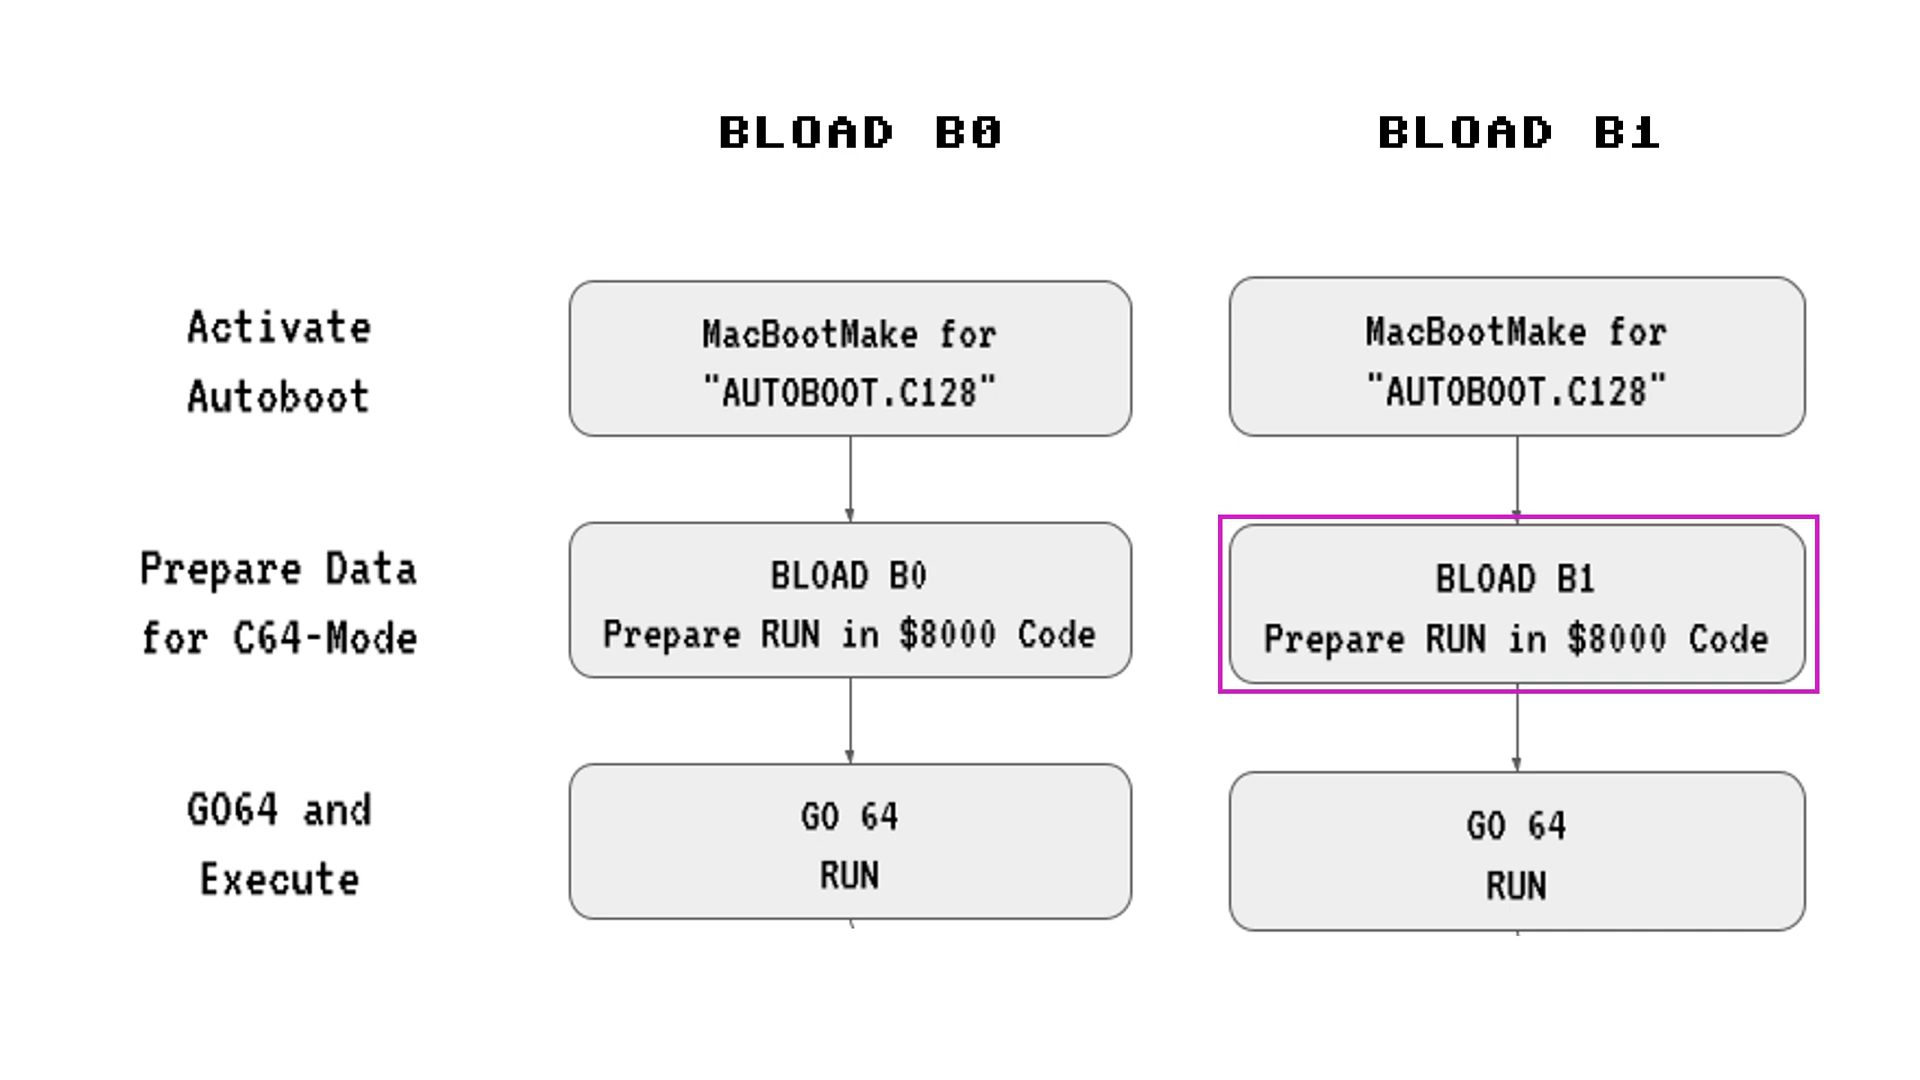 BLOAD B0
BLOAD B1
Activate
Autoboot
MacBootMake for
"AUTOBOOT.C128"
MacBootMake for
"AUTOBOOT.C128"
Prepare Data
for C64-Mode
BLOAD B0
Prepare RUN in $8000 Code
BLOAD B1
Prepare RUN in $8000 Code
GO64 and
Execute
GO 64
RUN
GO 64
RUN